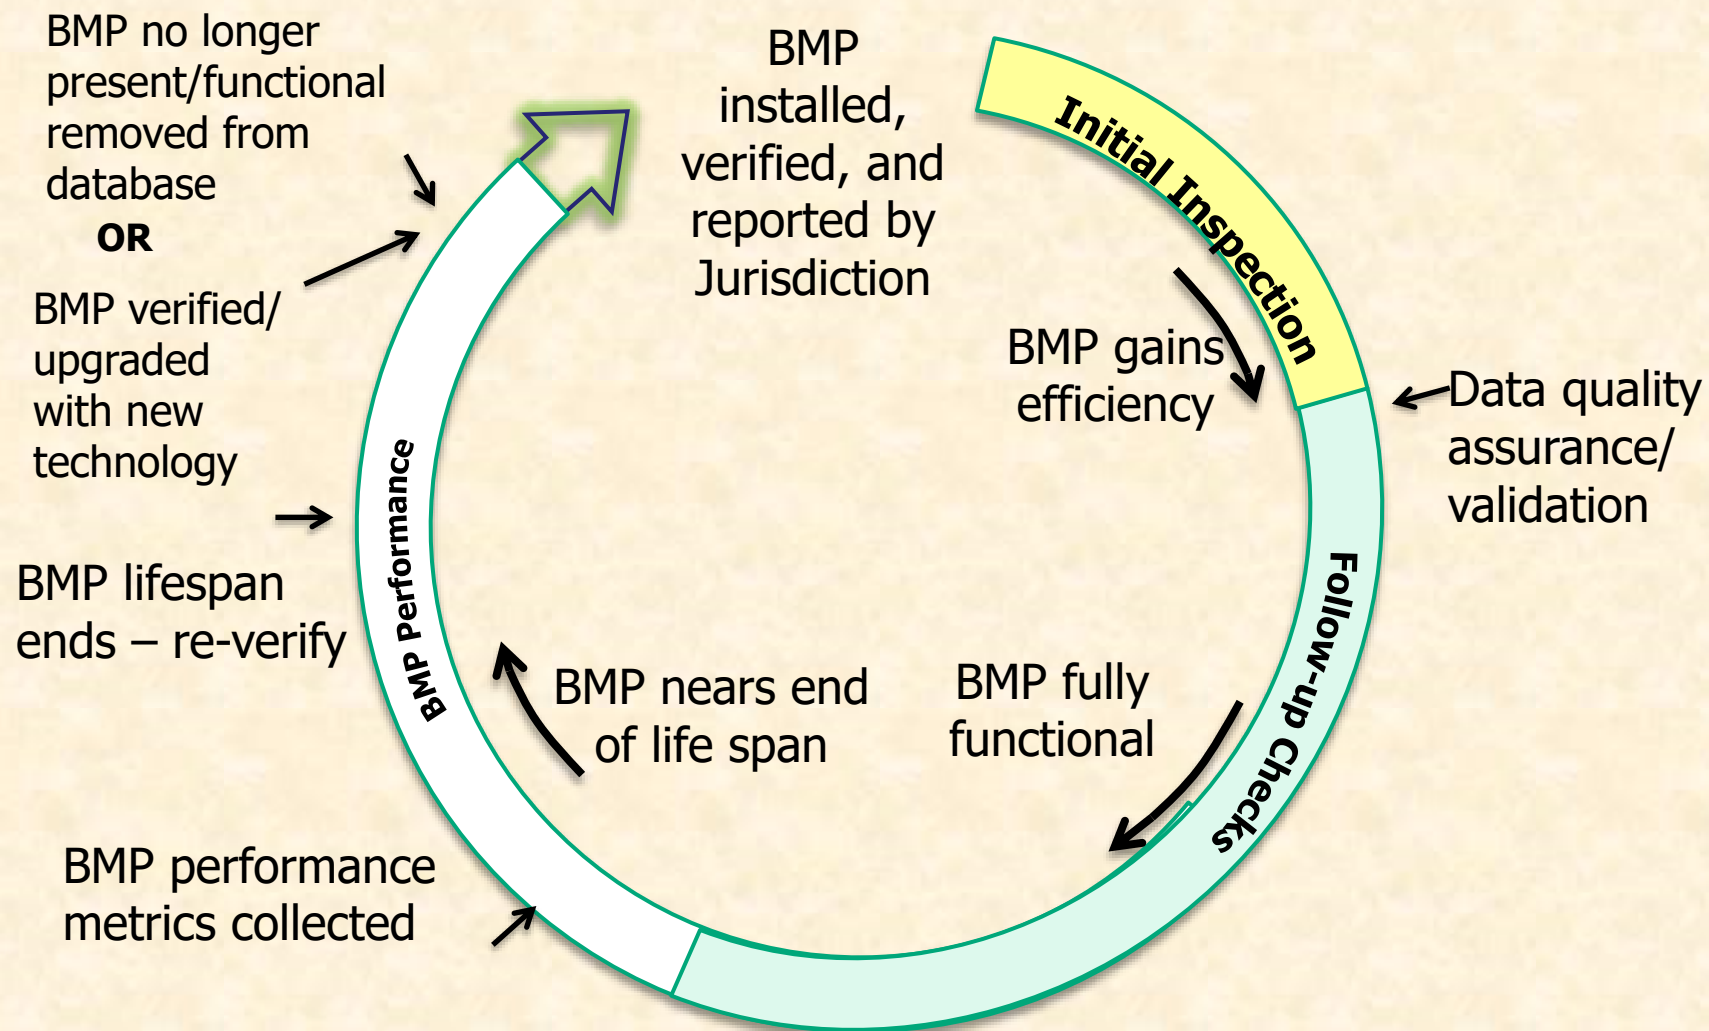 BMP no longer
present/functional
removed from
database
OR
BMP verified/
upgraded
with new
technology
BMP lifespan
ends – re-verify
BMP performance
metrics collected
BMP
installed,
verified, and
reported by
Jurisdiction
Initial Inspection
BMP gains
efficiency
Data quality
assurance/
validation
Follow-up Checks
BMP fully
functional
BMP nears end
of life span
BMP Performance